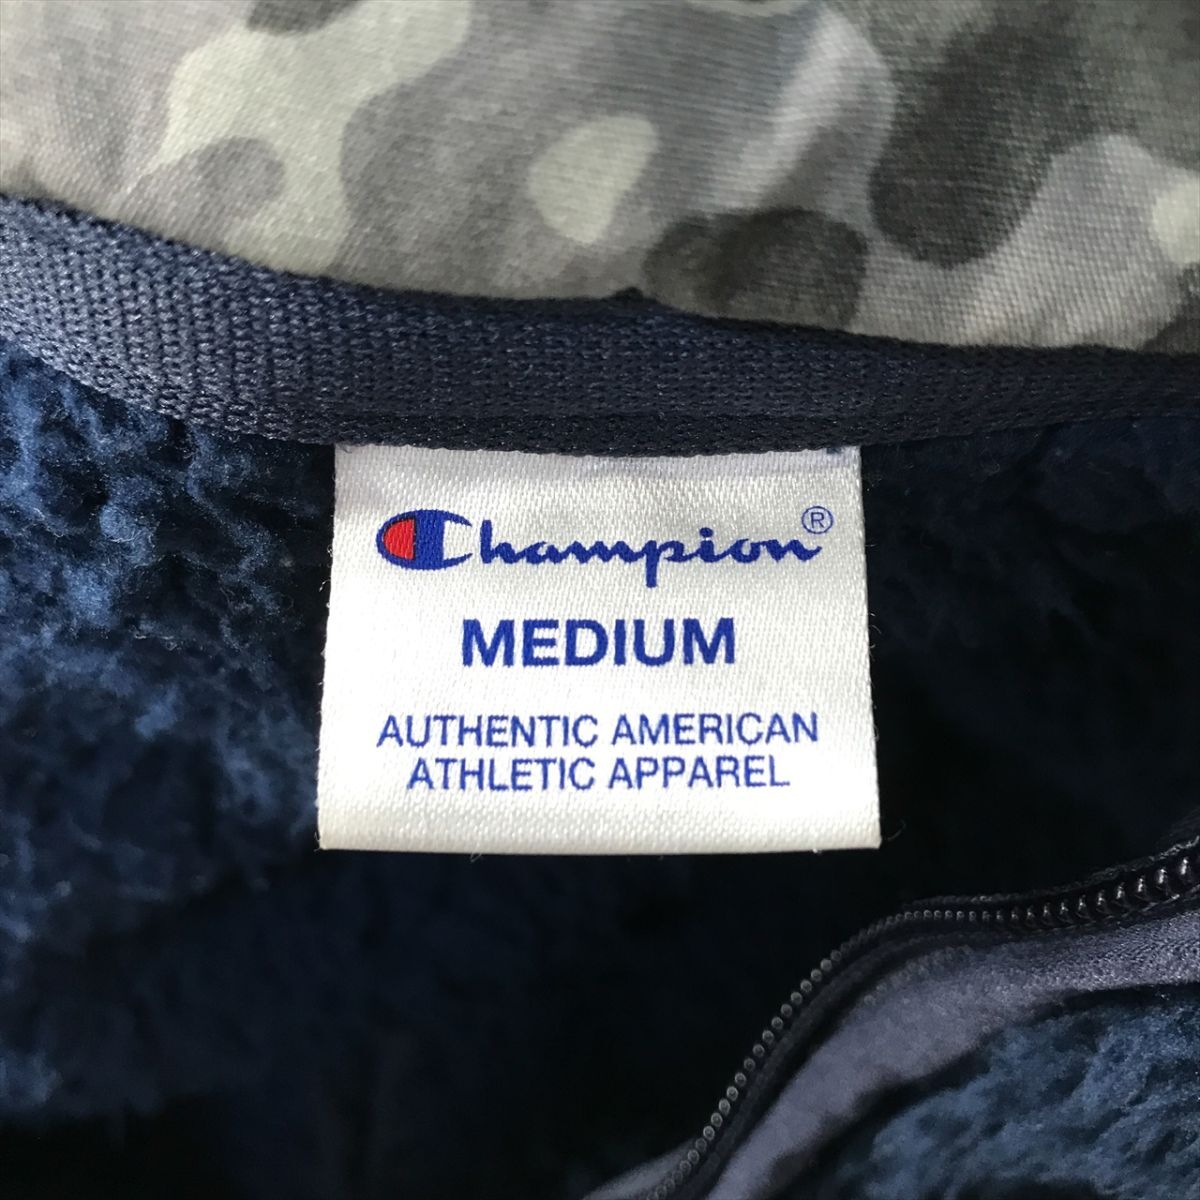 Champion®
MEDIUM
AUTHENTIC AMERICAN
ATHLETIC APPAREL